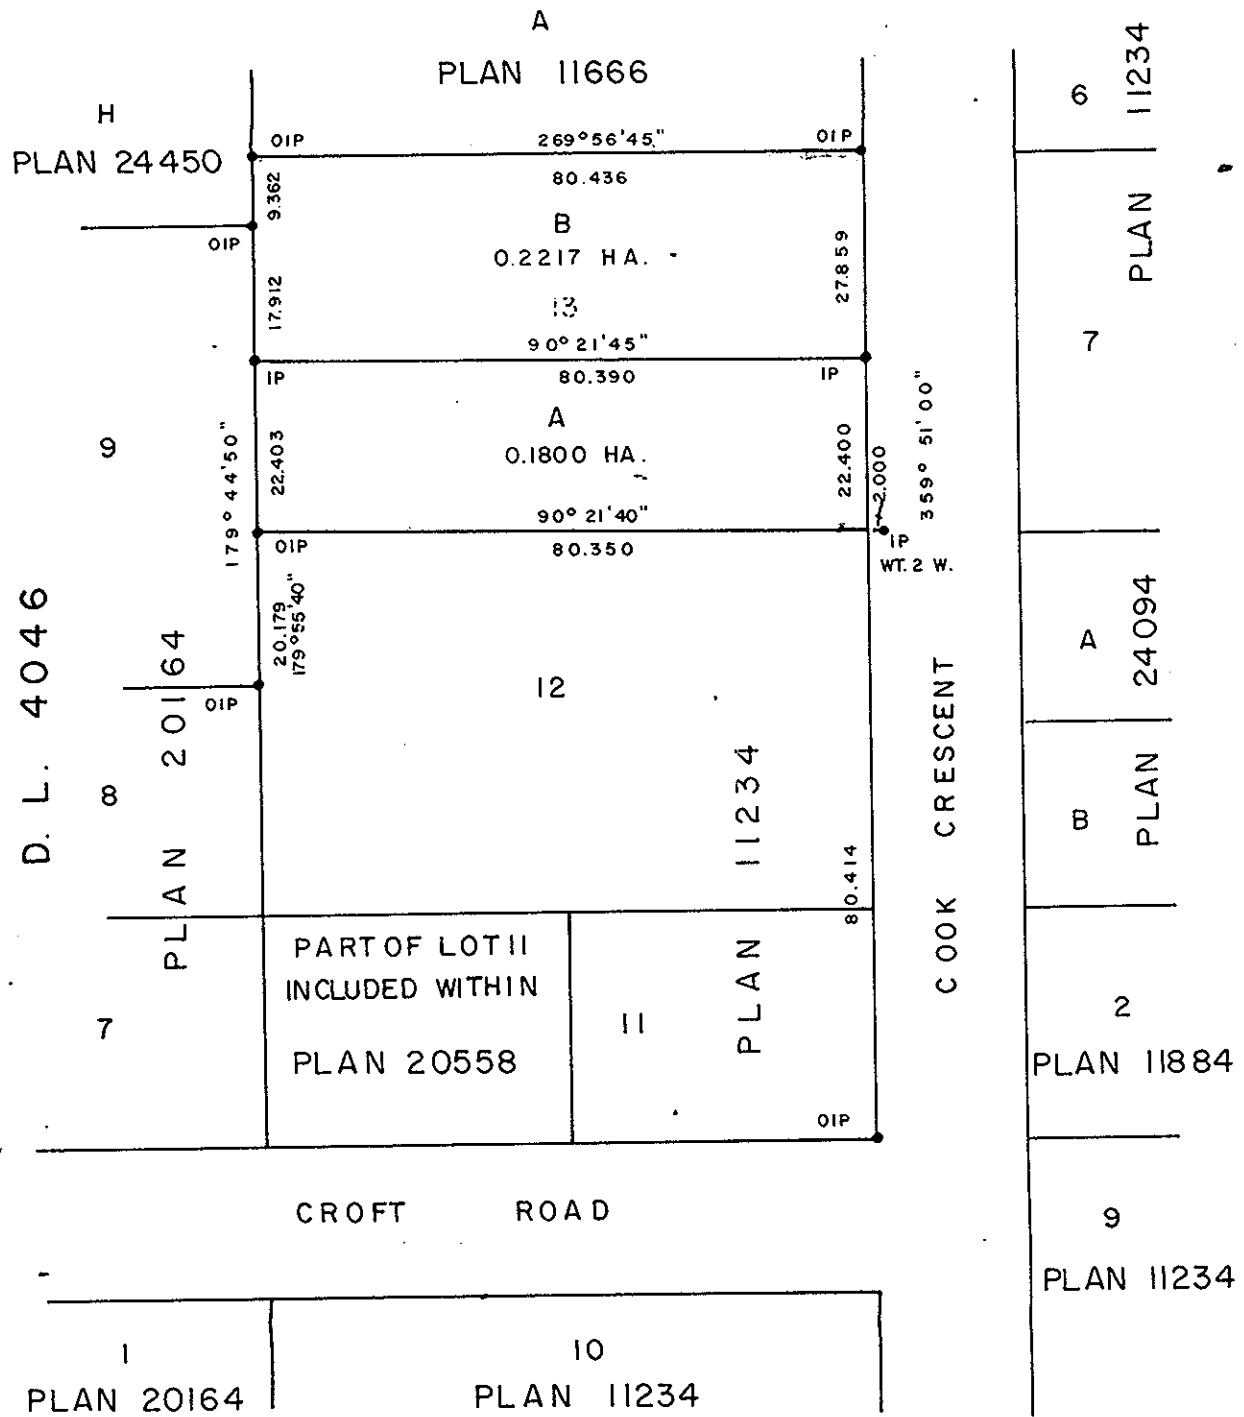 A
PLAN 11666
H
PLAN 24450
6
PLAN 11234
OIP
269°56'45"
OIP
80.436
9.362
OIP
B
0.2217 HA.
13
17.912
27.859
90°21'45"
IP
80.390
IP
7
9
A
0.1800 HA.
179°44'50"
22.403
22.400
2.000
359° 51' 00"
90° 21'40"
OIP
80.350
IP
WT. 2 W.
20.179
179°55'40"
OIP
D. L. 4046
PLAN 20164
12
8
PLAN 11234
80.414
COOK CRESCENT
A
B
PLAN 24094
PART OF LOT 11
INCLUDED WITHIN
PLAN 20558
11
7
2
PLAN 11884
OIP
CROFT ROAD
9
PLAN 11234
1
PLAN 20164
10
PLAN 11234